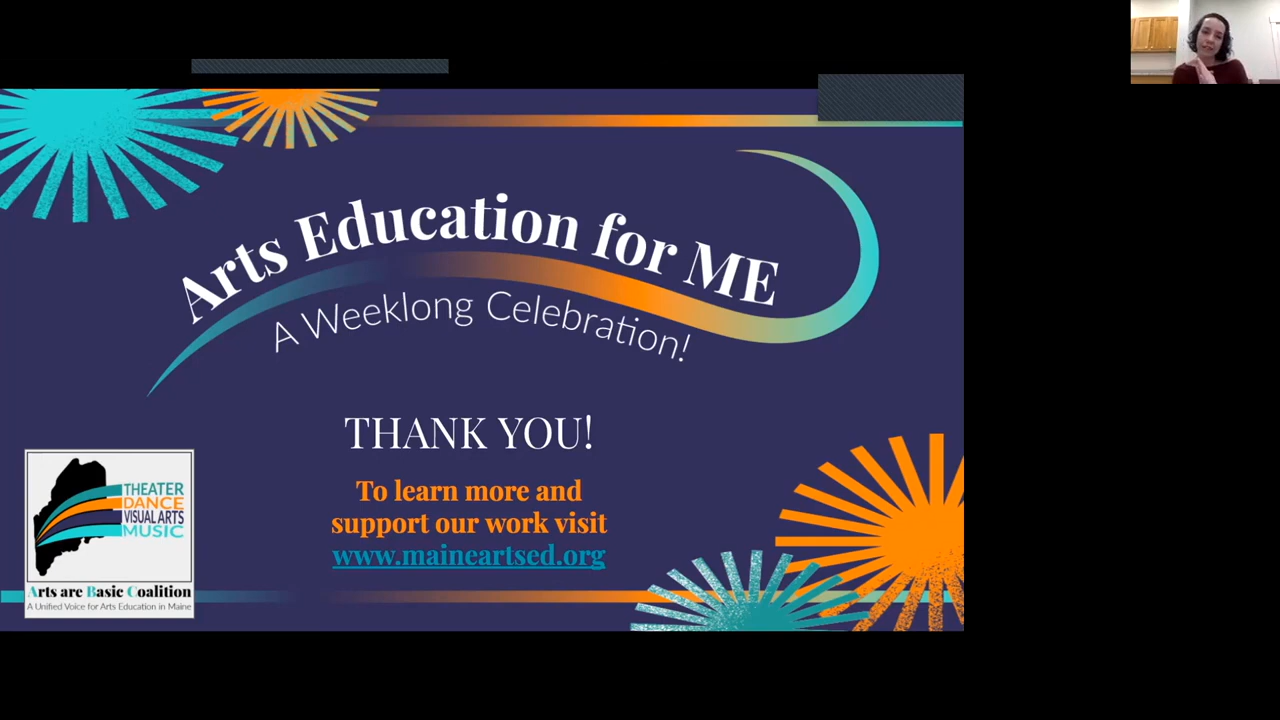 Arts Education for ME
A Weeklong Celebration!
THANK YOU!
To learn more and
support our work visit
www.maineartsed.org
THEATER
DANCE
VISUAL ARTS
MUSIC
Arts are Basic Coalition
A Unified Voice for Arts Education in Maine